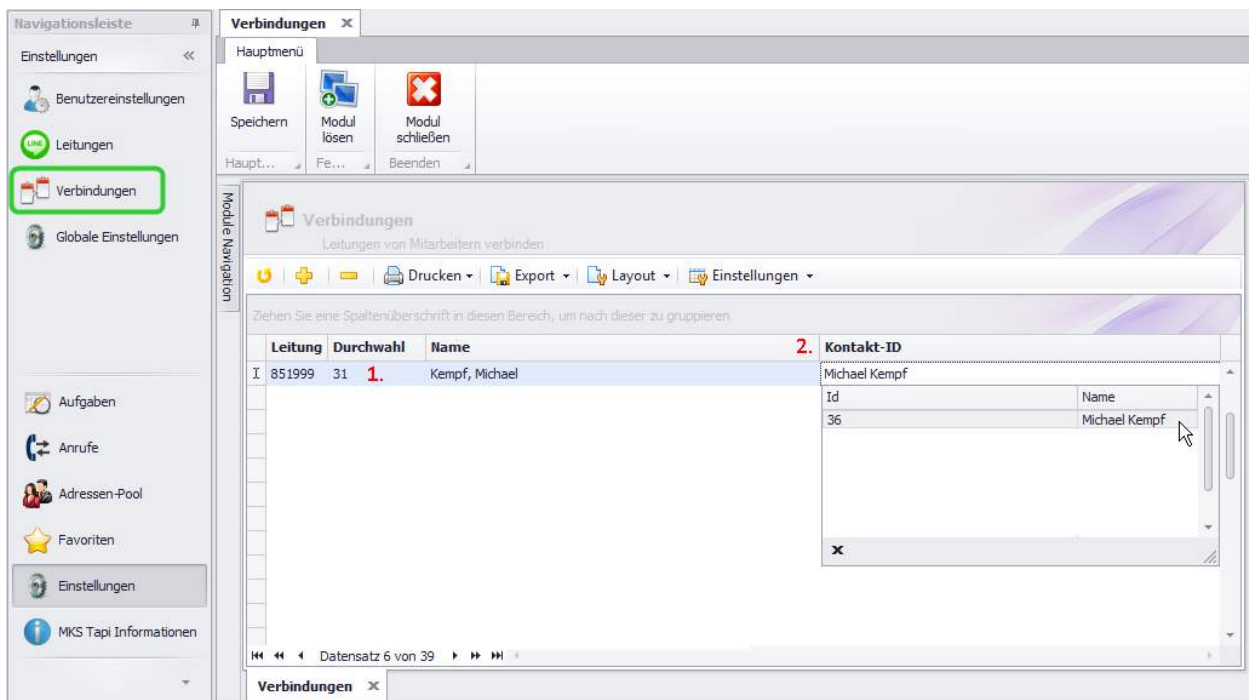 Navigationsleiste
Einstellungen
Benutzereinstellungen
LINE
Leitungen
Verbindungen
Globale Einstellungen
Aufgaben
Anrufe
Adressen-Pool
Favoriten
Einstellungen
MKS Tapi Informationen
Verbindungen
Hauptmenü
Speichern
Modul lösen
Modul schließen
Haupt...
Fe...
Beenden
Module Navigation
Verbindungen
Leitungen von Mitarbeitern verbinden
Drucken
Export
Layout
Einstellungen
Ziehen Sie eine Spaltenüberschrift in diesen Bereich, um nach dieser zu gruppieren
Leitung Durchwahl Name 2. Kontakt-ID
851999 31 1. Kempf, Michael Michael Kempf
Id Name
36 Michael Kempf
Datensatz 6 von 39
Verbindungen